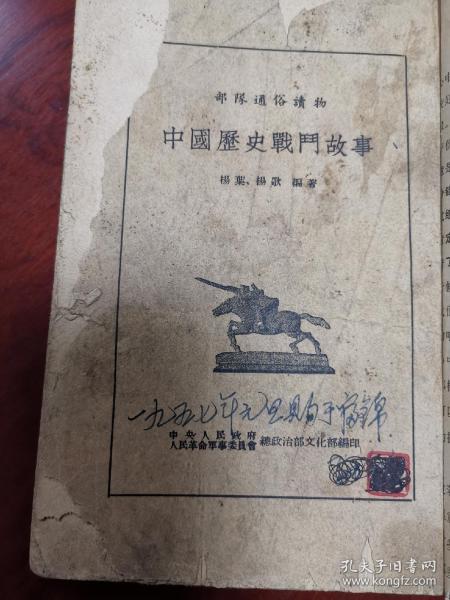 部隊通俗讀物
中國歷史戰鬥故事
楊葉、楊歌 編著
一九五七年元旦
中央人民政府
人民革命軍事委員會 總政治部文化部編印
孔夫子旧书网
kongfz.com